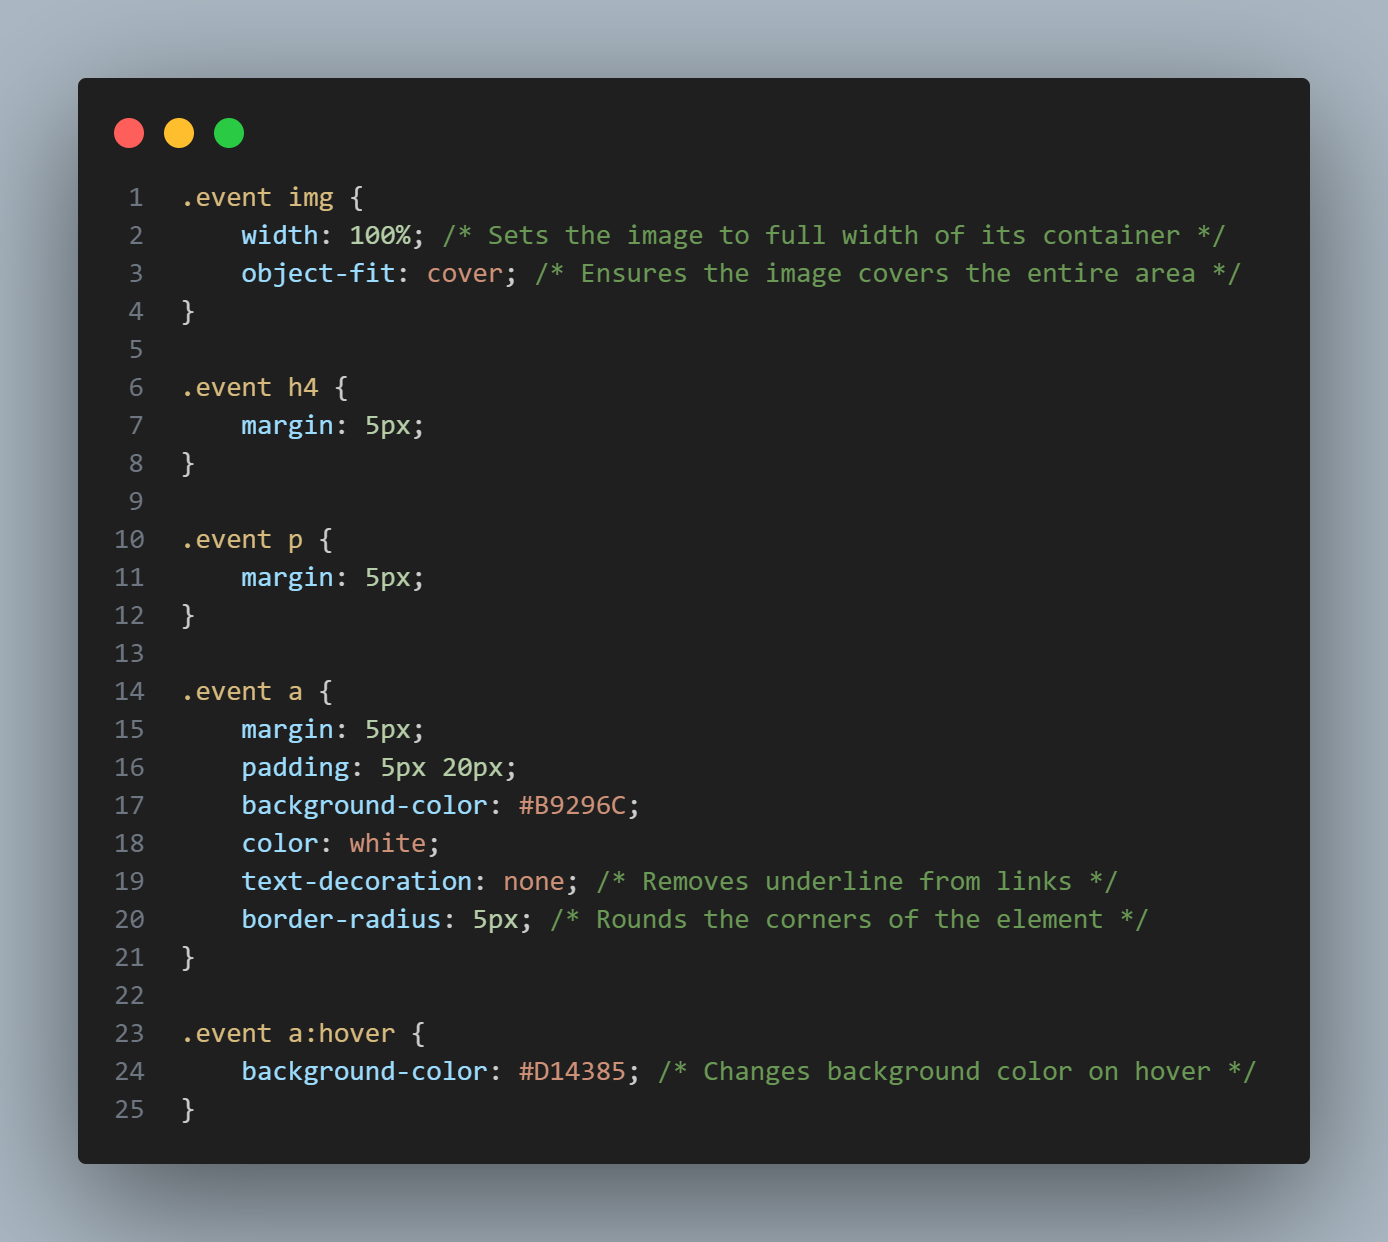 1 .event img {
2     width: 100%; /* Sets the image to full width of its container */
3     object-fit: cover; /* Ensures the image covers the entire area */
4 }
5
6 .event h4 {
7     margin: 5px;
8 }
9
10 .event p {
11     margin: 5px;
12 }
13
14 .event a {
15     margin: 5px;
16     padding: 5px 20px;
17     background-color: #B9296C;
18     color: white;
19     text-decoration: none; /* Removes underline from links */
20     border-radius: 5px; /* Rounds the corners of the element */
21 }
22
23 .event a:hover {
24     background-color: #D14385; /* Changes background color on hover */
25 }